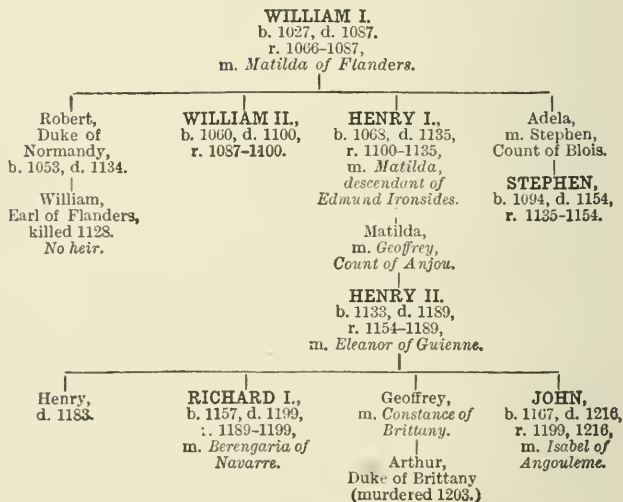 WILLIAM I.
b. 1027, d. 1087.
r. 1066–1087,
m. Matilda of Flanders.
Robert,
Duke of
Normandy,
b. 1053, d. 1134.
William,
Earl of Flanders,
killed 1128.
No heir.
WILLIAM II.,
b. 1060, d. 1100,
r. 1087–1100.
HENRY I.,
b. 1068, d. 1135,
r. 1100–1135,
m. Matilda,
descendant of
Edmund Ironsides.
Matilda,
m. Geoffrey,
Count of Anjou.
HENRY II.
b. 1133, d. 1189,
r. 1154–1189,
m. Eleanor of Guienne.
Adela,
m. Stephen,
Count of Blois.
STEPHEN,
b. 1094, d. 1154,
r. 1135–1154.
Henry,
d. 1183.
RICHARD I.,
b. 1157, d. 1199,
1189–1199,
m. Berengaria of
Navarre.
Geoffrey,
m. Constance of
Brittany.
Arthur,
Duke of Brittany
(murdered 1203.)
JOHN,
b. 1167, d. 1216,
r. 1199, 1216,
m. Isabel of
Angouleme.